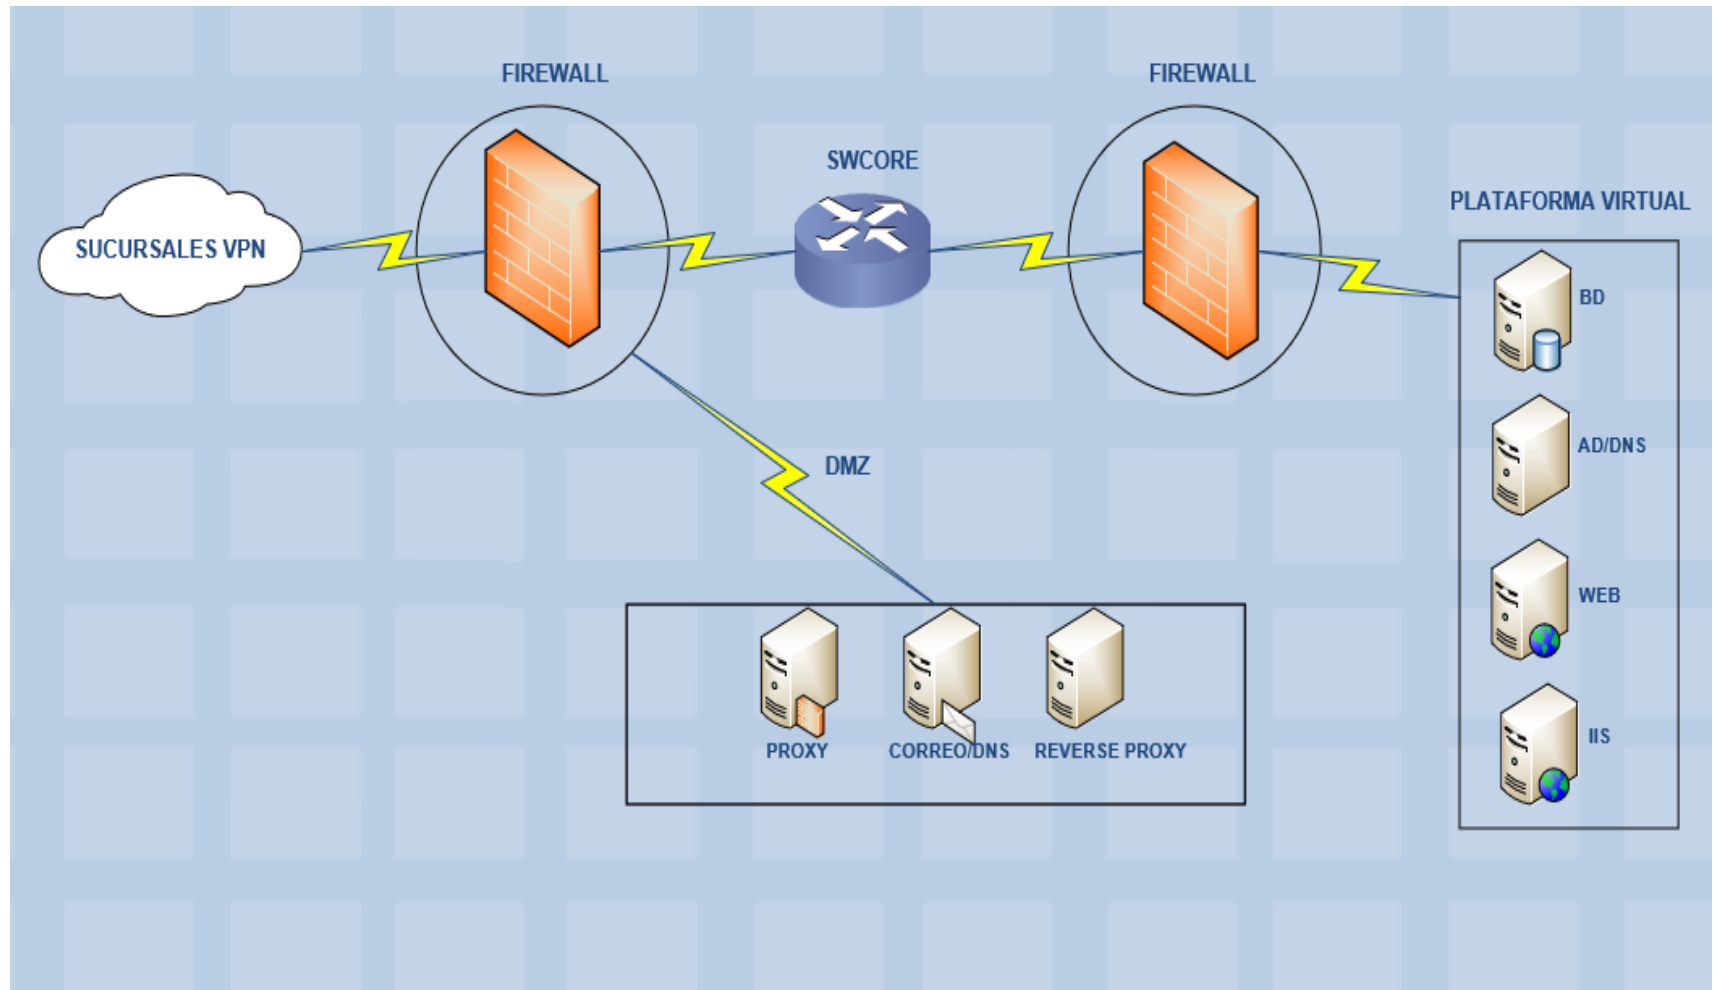 FIREWALL
FIREWALL
SWCORE
PLATAFORMA VIRTUAL
SUCURSALES VPN
BD
AD/DNS
DMZ
WEB
IIS
PROXY
CORREO/DNS
REVERSE PROXY